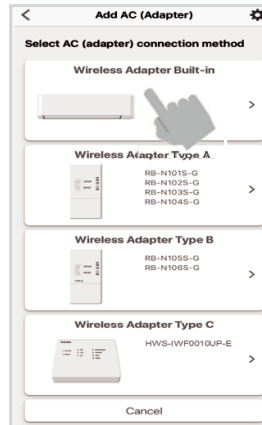 Add AC (Adapter)
Select AC (adapter) connection method
Wireless Adapter Built-in
Wireless Adapter Type A
RB-N101S-G
RB-N102S-G
RB-N103S-G
RB-N104S-G
Wireless Adapter Type B
RB-N105S-G
RB-N106S-G
Wireless Adapter Type C
HWS-IWF0010UP-E
Cancel